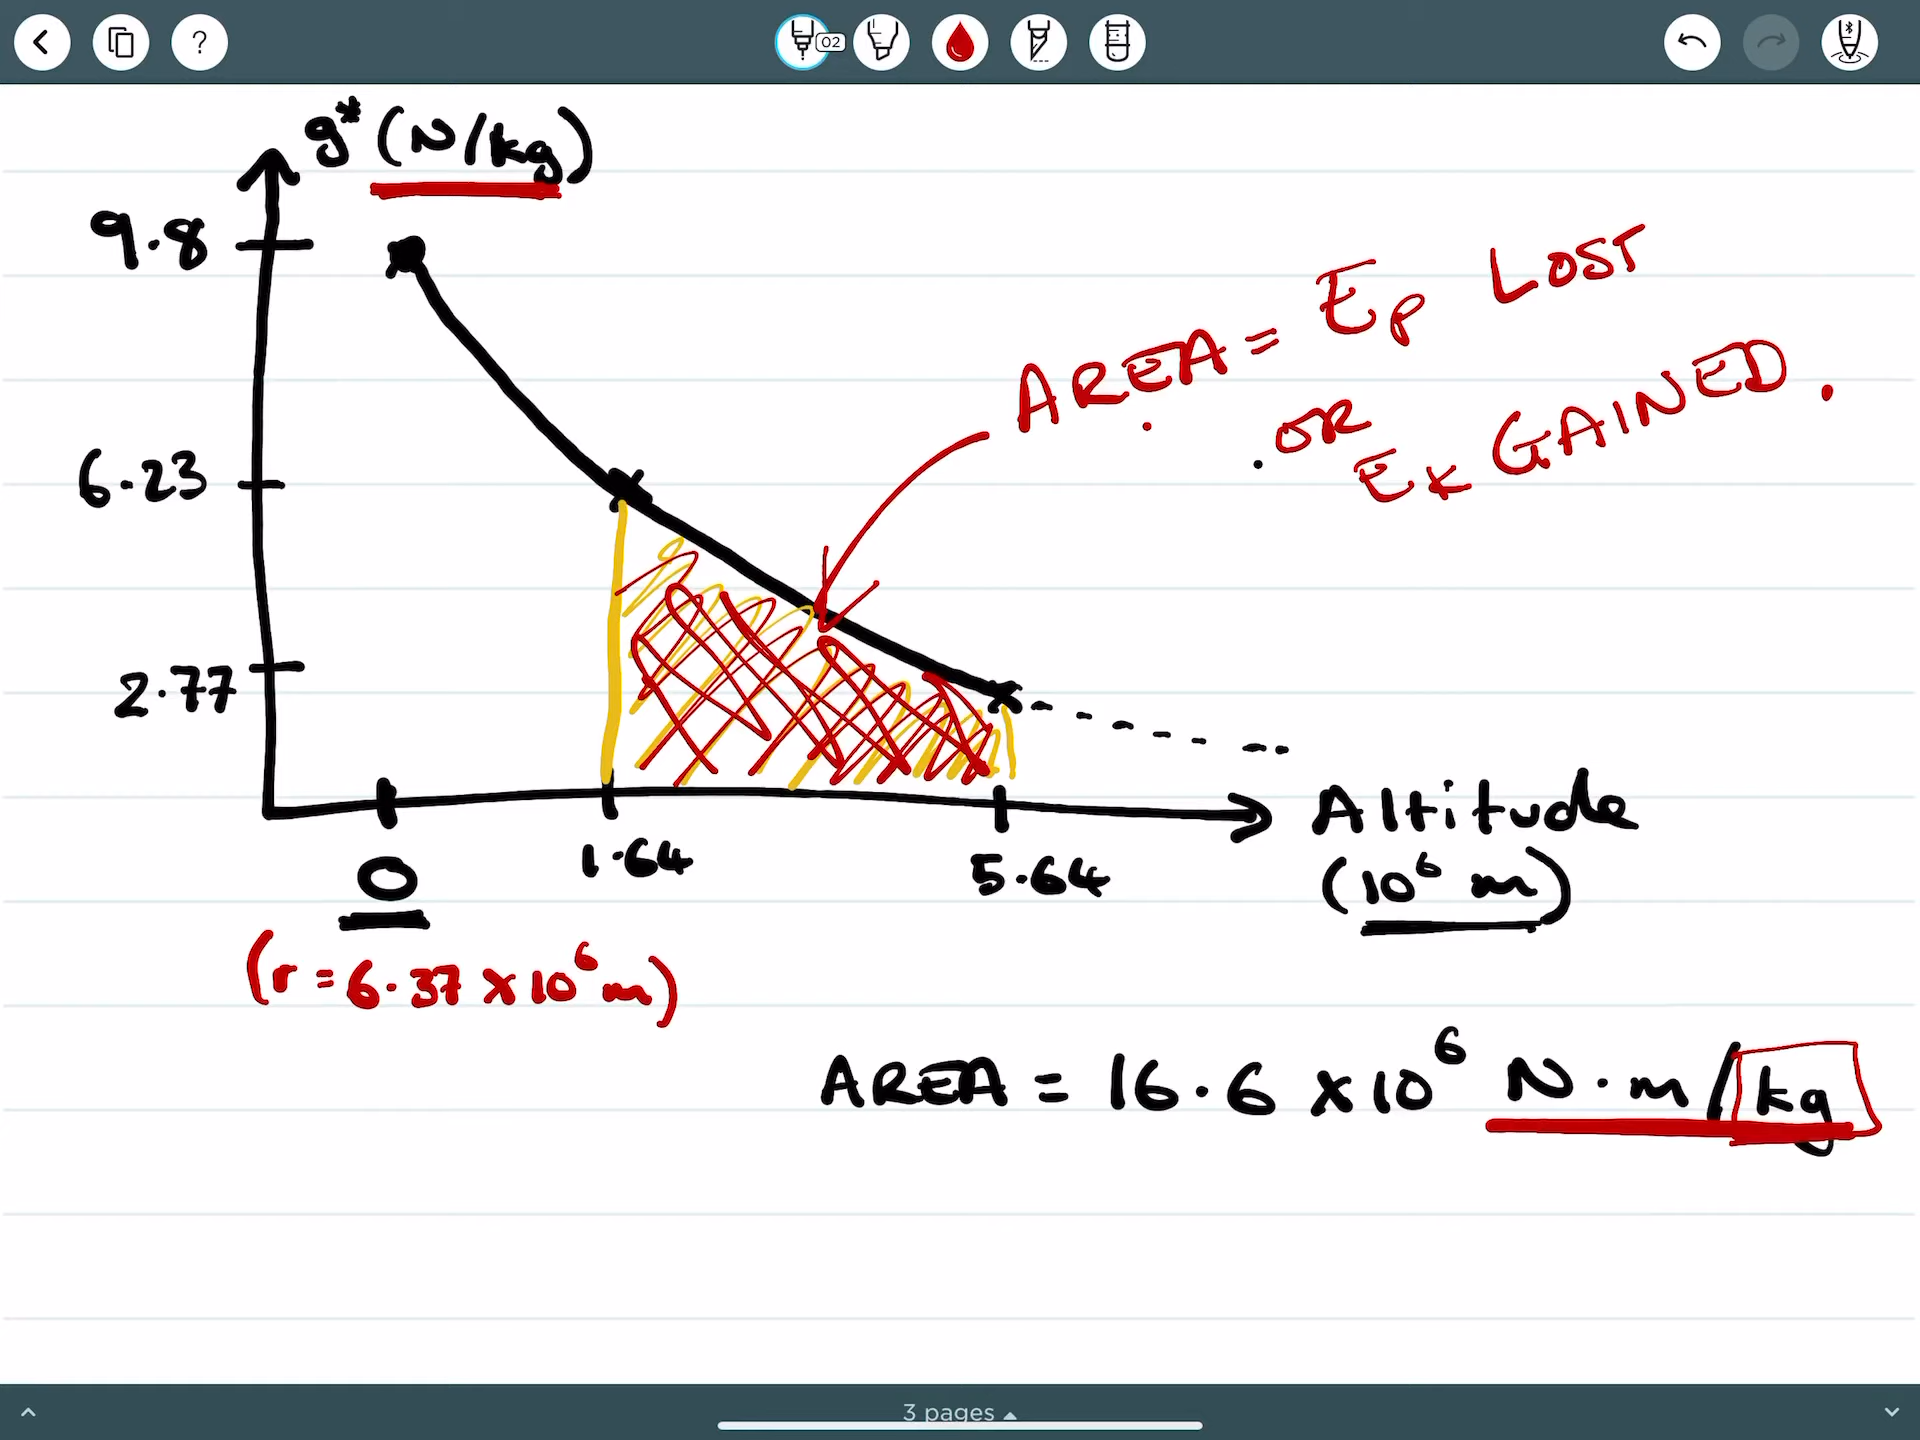 ?
02
g* (N/kg)
9.8
6.23
2.77
AREA = Ep LOST
OR
EK GAINED.
1.64
5.64
0
Altitude
(10⁶ m)
(r = 6.37 × 10⁶ m)
AREA = 16.6 × 10⁶ N·m/kg
3 pages